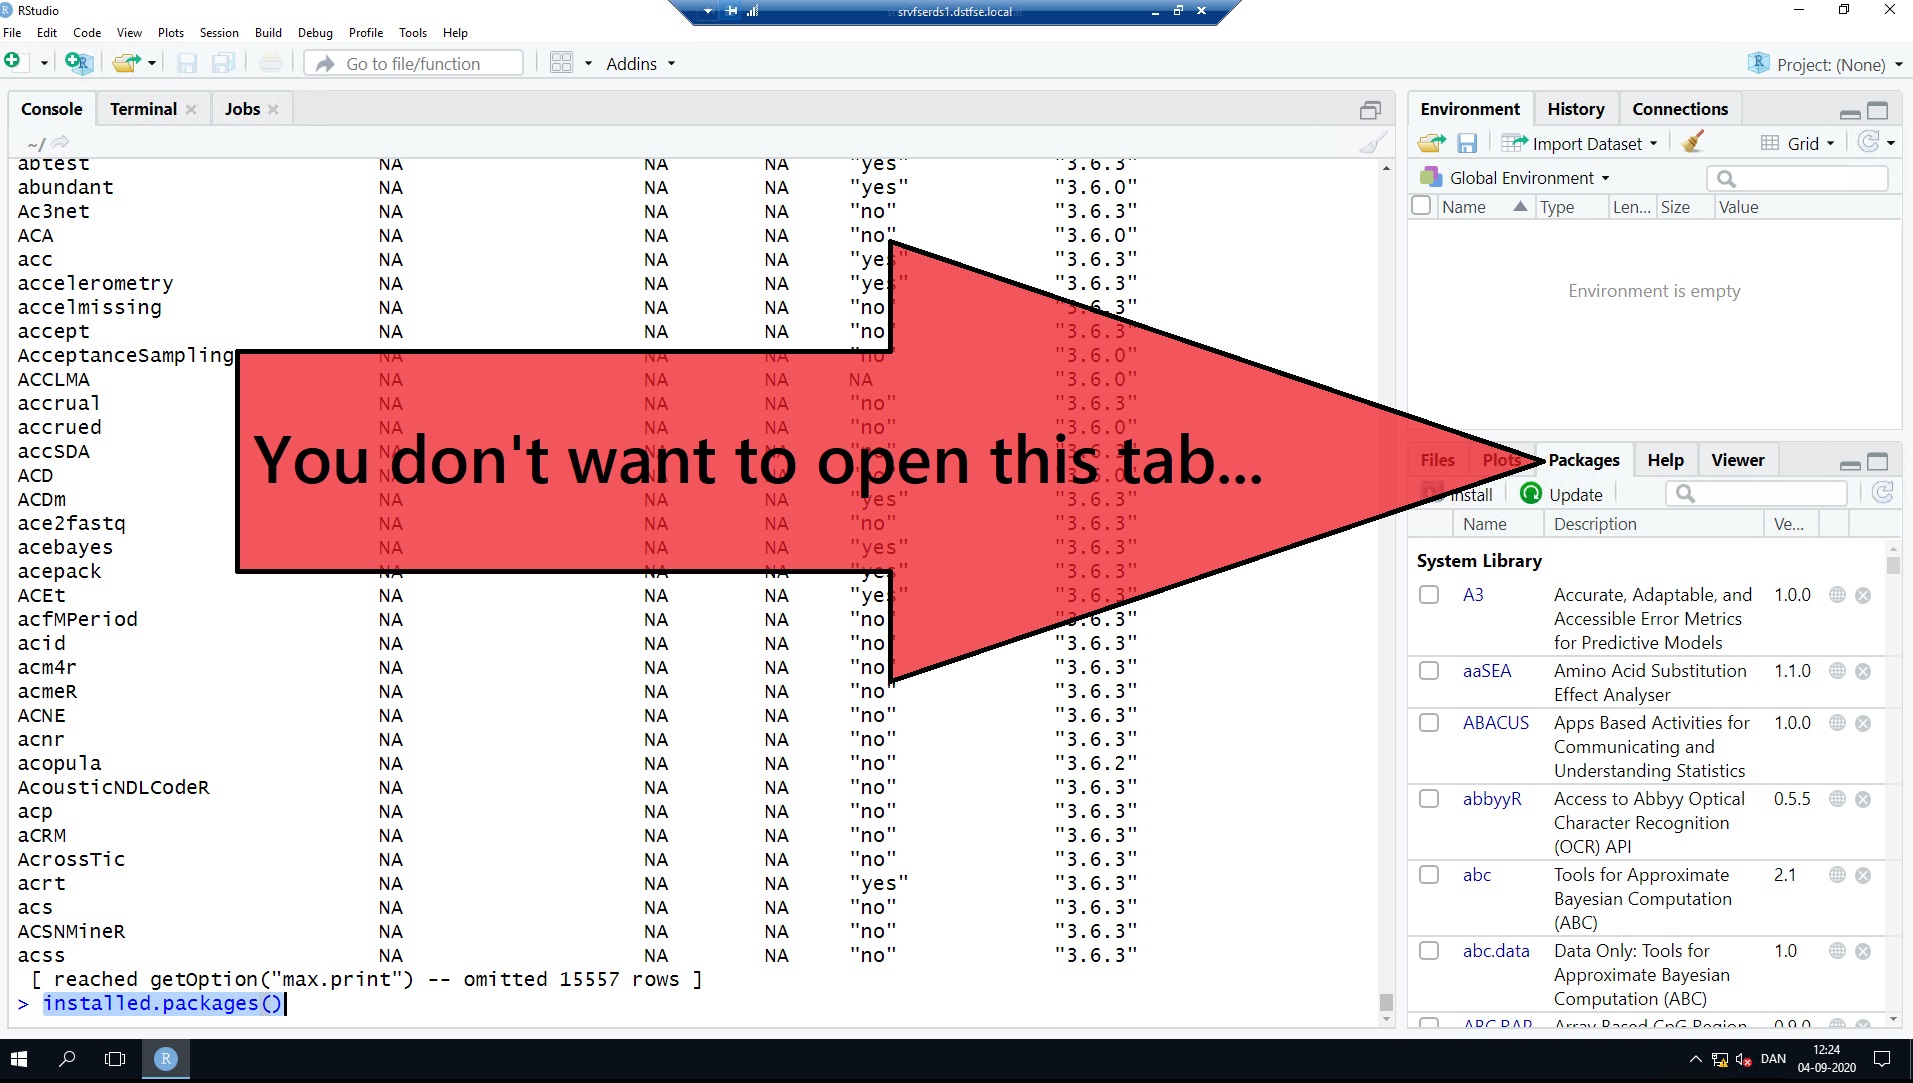 RStudio
srvfserds1.dstfse.local
File Edit Code View Plots Session Build Debug Profile Tools Help
Go to file/function Addins Project: (None)
Console Terminal Jobs
~/
abtest NA NA NA "yes" "3.6.3"
abundant NA NA NA "yes" "3.6.0"
Ac3net NA NA NA "no" "3.6.3"
ACA NA NA NA "no" "3.6.0"
acc NA NA NA "yes" "3.6.3"
accelerometry NA NA NA "yes" "3.6.3"
accelmissing NA NA NA "no" "3.6.3"
accept NA NA NA "no" "3.6.3"
AcceptanceSampling NA NA NA "no" "3.6.0"
ACCLMA NA NA NA NA "3.6.0"
accrual NA NA NA "no" "3.6.3"
accrued NA NA NA "no" "3.6.0"
accSDA
ACD
ACDm NA NA NA "yes" "3.6.3"
ace2fastq NA NA NA "no" "3.6.3"
acebayes NA NA NA "yes" "3.6.3"
acepack NA NA NA "yes" "3.6.3"
ACEt NA NA NA "yes" "3.6.3"
acfMPeriod NA NA NA "no" "3.6.3"
acid NA NA NA "no" "3.6.3"
acm4r NA NA NA "no" "3.6.3"
acmeR NA NA NA "no" "3.6.3"
ACNE NA NA NA "no" "3.6.3"
acnr NA NA NA "no" "3.6.3"
acopula NA NA NA "no" "3.6.2"
AcousticNDLCodeR NA NA NA "no" "3.6.3"
acp NA NA NA "no" "3.6.3"
aCRM NA NA NA "no" "3.6.3"
AcrossTic NA NA NA "no" "3.6.3"
acrt NA NA NA "yes" "3.6.3"
acs NA NA NA "no" "3.6.3"
ACSNMineR NA NA NA "no" "3.6.3"
acss NA NA NA "no" "3.6.3"
[ reached getOption("max.print") -- omitted 15557 rows ]
> installed.packages()
You don't want to open this tab...
Environment History Connections
Import Dataset Grid
Global Environment
Name Type Len... Size Value
Environment is empty
Files Plots Packages Help Viewer
Install Update
Name Description Ve...
System Library
A3 Accurate, Adaptable, and 1.0.0
Accessible Error Metrics
for Predictive Models
aaSEA Amino Acid Substitution 1.1.0
Effect Analyser
ABACUS Apps Based Activities for 1.0.0
Communicating and
Understanding Statistics
abbyyR Access to Abbyy Optical 0.5.5
Character Recognition
(OCR) API
abc Tools for Approximate 2.1
Bayesian Computation
(ABC)
abc.data Data Only: Tools for 1.0
Approximate Bayesian
Computation (ABC)
ABC.RAP Array Based CpG Region 0.9.0
DAN 12:24
04-09-2020